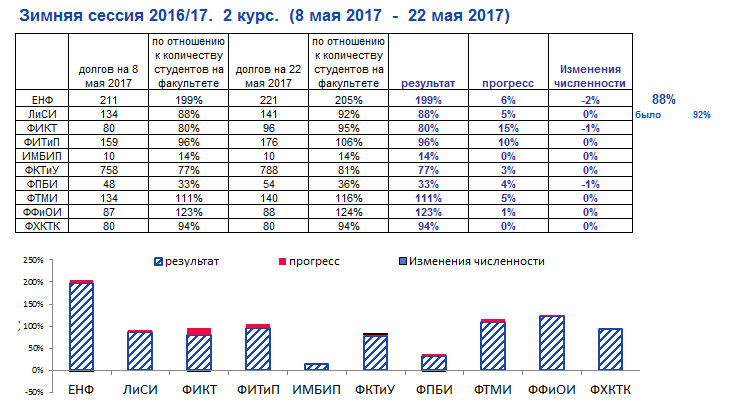 Зимняя сессия 2016/17. 2 курс. (8 мая 2017 - 22 мая 2017)
долгов на 8 мая 2017 по отношению к количеству студентов на факультете долгов на 22 мая 2017 по отношению к количеству студентов на факультете результат прогресс Изменения численности
ЕНФ 211 199% 221 205% 199% 6% -2% 88%
ЛиСИ 134 88% 141 92% 88% 5% 0% было 92%
ФИКТ 80 80% 96 95% 80% 15% -1%
ФИТиП 159 96% 176 106% 96% 10% 0%
ИМБИП 10 14% 10 14% 14% 0% 0%
ФКТиУ 758 77% 788 81% 77% 3% 0%
ФПБИ 48 33% 54 36% 33% 4% -1%
ФТМИ 134 111% 140 116% 111% 5% 0%
ФФиОИ 87 123% 88 124% 123% 1% 0%
ФХКТК 80 94% 80 94% 94% 0% 0%
результат прогресс Изменения численности
250%
200%
150%
100%
50%
0%
-50%
ЕНФ ЛиСИ ФИКТ ФИТиП ИМБИП ФКТиУ ФПБИ ФТМИ ФФиОИ ФХКТК